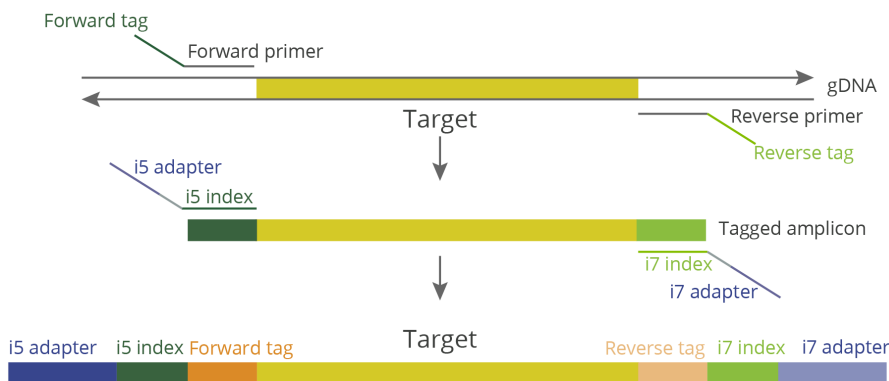 Forward tag
Forward primer
gDNA
Target
Reverse primer
Reverse tag
i5 adapter
i5 index
Tagged amplicon
i7 index
i7 adapter
Target
i5 adapter i5 index Forward tag Reverse tag i7 index i7 adapter